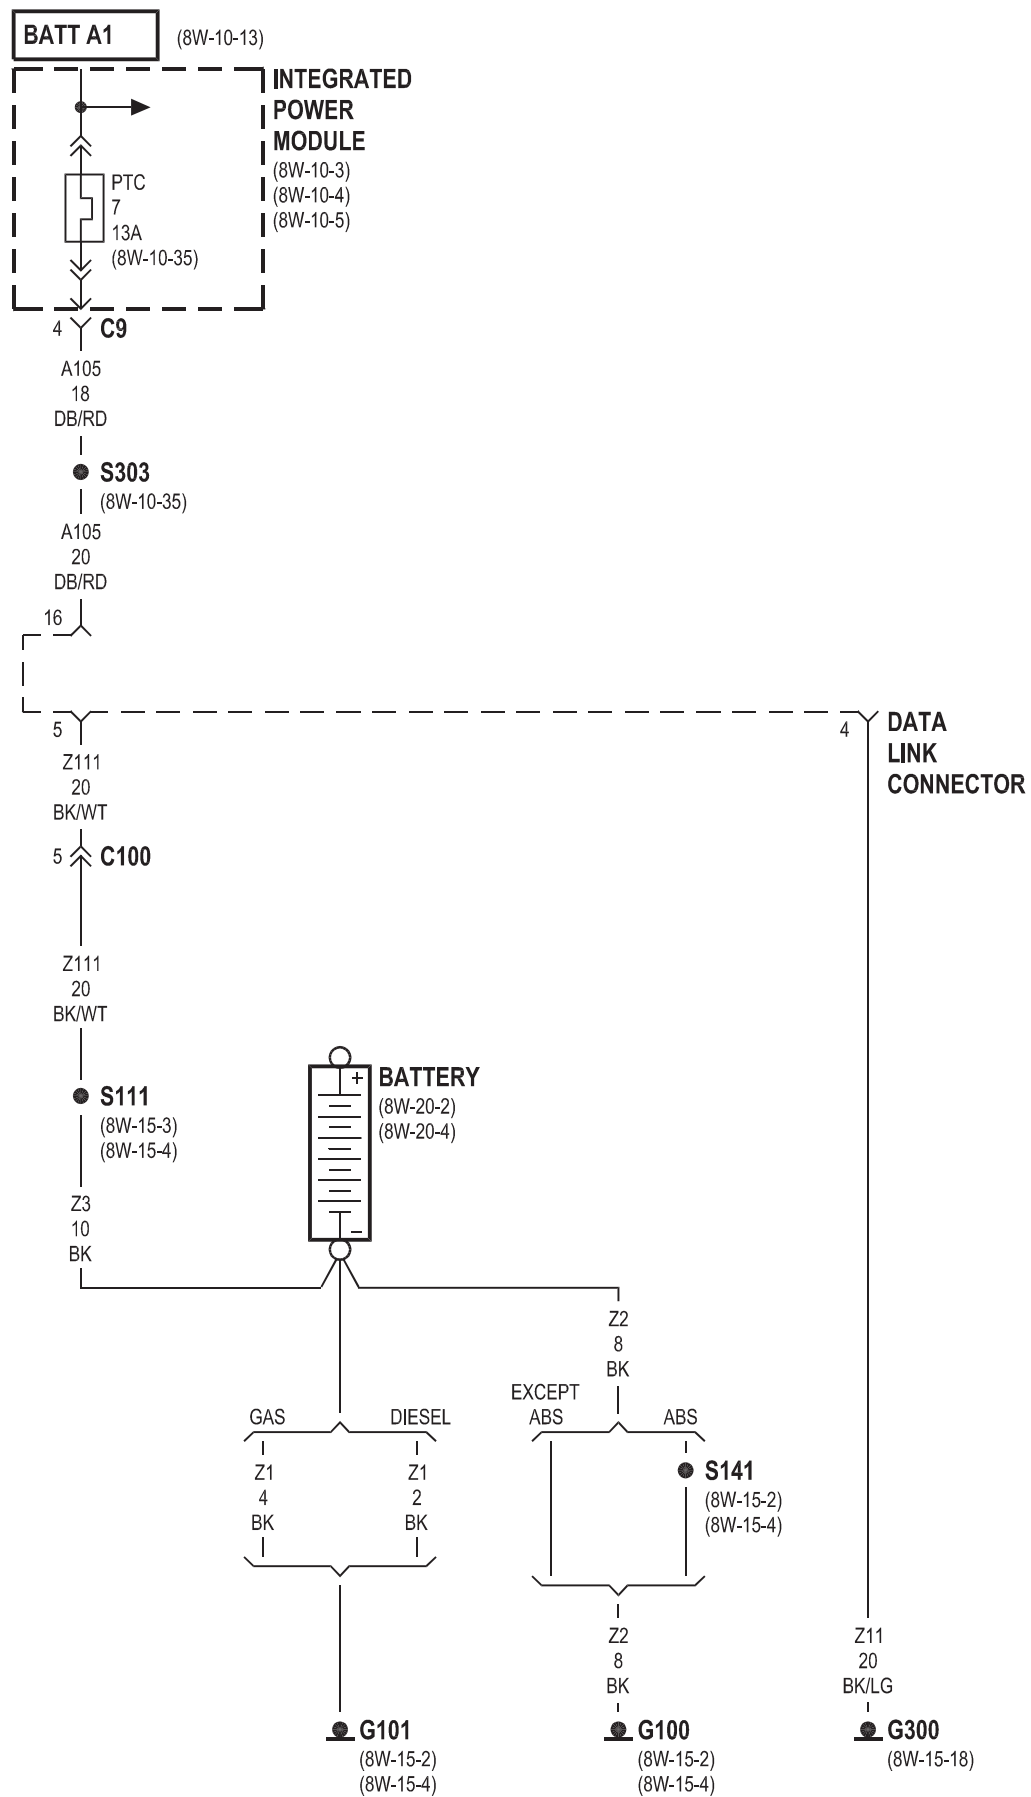 BATT A1 (8W-10-13)
INTEGRATED
POWER
MODULE
(8W-10-3)
(8W-10-4)
(8W-10-5)
PTC
7
13A
(8W-10-35)
4 C9
A105
18
DB/RD
S303
(8W-10-35)
A105
20
DB/RD
16
5
4 DATA
LINK
CONNECTOR
Z111
20
BK/WT
5 C100
Z111
20
BK/WT
S111
(8W-15-3)
(8W-15-4)
Z3
10
BK
+
BATTERY
(8W-20-2)
(8W-20-4)
–
Z2
8
BK
GAS DIESEL
EXCEPT
ABS ABS
Z1
4
BK
Z1
2
BK
S141
(8W-15-2)
(8W-15-4)
Z2
8
BK
Z11
20
BK/LG
G101
(8W-15-2)
(8W-15-4)
G100
(8W-15-2)
(8W-15-4)
G300
(8W-15-18)